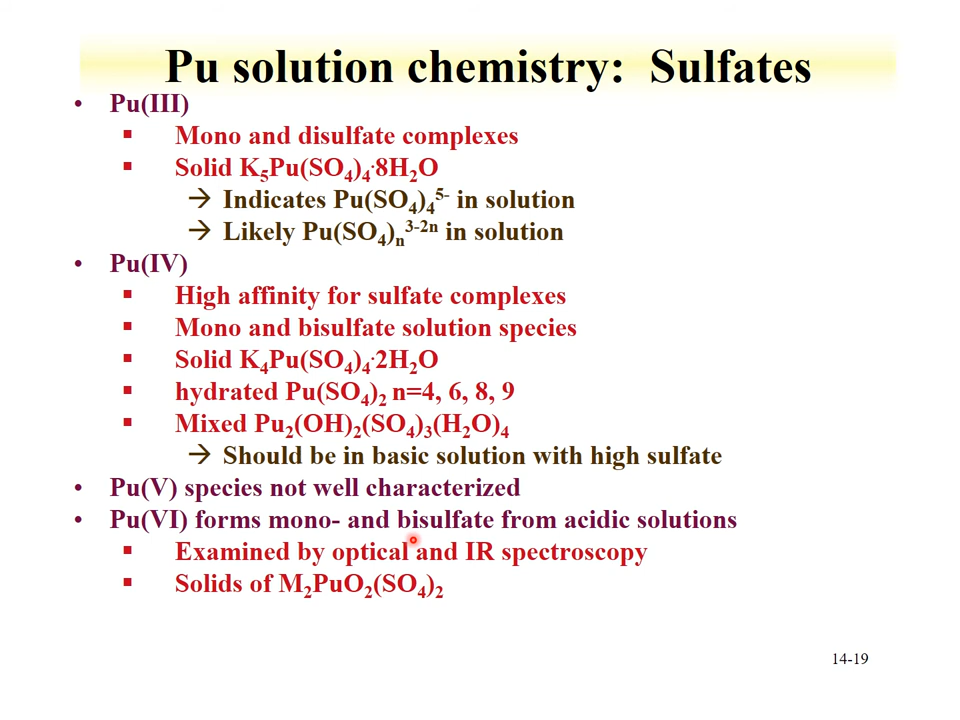 Pu solution chemistry: Sulfates
• Pu(III)
▪ Mono and disulfate complexes
▪ Solid K₅Pu(SO₄)₄·8H₂O
→ Indicates Pu(SO₄)₄⁵⁻ in solution
→ Likely Pu(SO₄)ₙ³⁻²ⁿ in solution
• Pu(IV)
▪ High affinity for sulfate complexes
▪ Mono and bisulfate solution species
▪ Solid K₄Pu(SO₄)₄·2H₂O
▪ hydrated Pu(SO₄)₂ n=4, 6, 8, 9
▪ Mixed Pu₂(OH)₂(SO₄)₃(H₂O)₄
→ Should be in basic solution with high sulfate
• Pu(V) species not well characterized
• Pu(VI) forms mono- and bisulfate from acidic solutions
▪ Examined by optical and IR spectroscopy
▪ Solids of M₂PuO₂(SO₄)₂
14-19